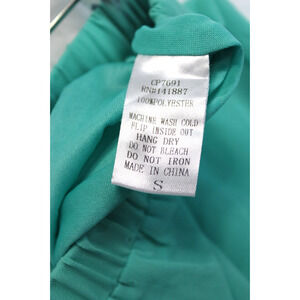 CP7691
RN#141887
100%POLYESTER
MACHINE WASH COLD
FLIP INSIDE OUT
HANG DRY
DO NOT BLEACH
DO NOT IRON
MADE IN CHINA
S